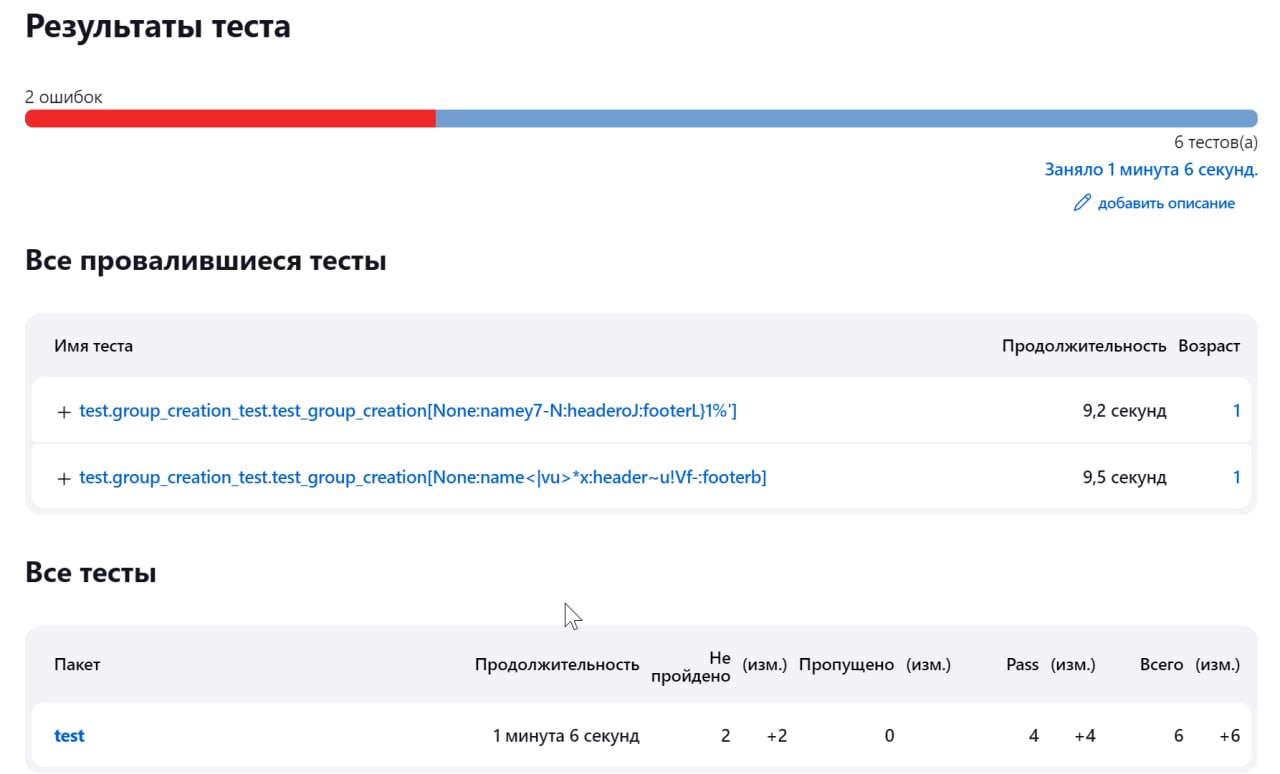 Результаты теста
2 ошибок
6 тестов(а)
Заняло 1 минута 6 секунд.
добавить описание
Все провалившиеся тесты
Имя теста Продолжительность Возраст
+ test.group_creation_test.test_group_creation[None:namey7-N:headeroJ:footerL}1%'] 9,2 секунд 1
+ test.group_creation_test.test_group_creation[None:name<|vu>*x:header~u!Vf-:footerb] 9,5 секунд 1
Все тесты
Пакет Продолжительность Не пройдено (изм.) Пропущено (изм.) Pass (изм.) Всего (изм.)
test 1 минута 6 секунд 2 +2 0 4 +4 6 +6